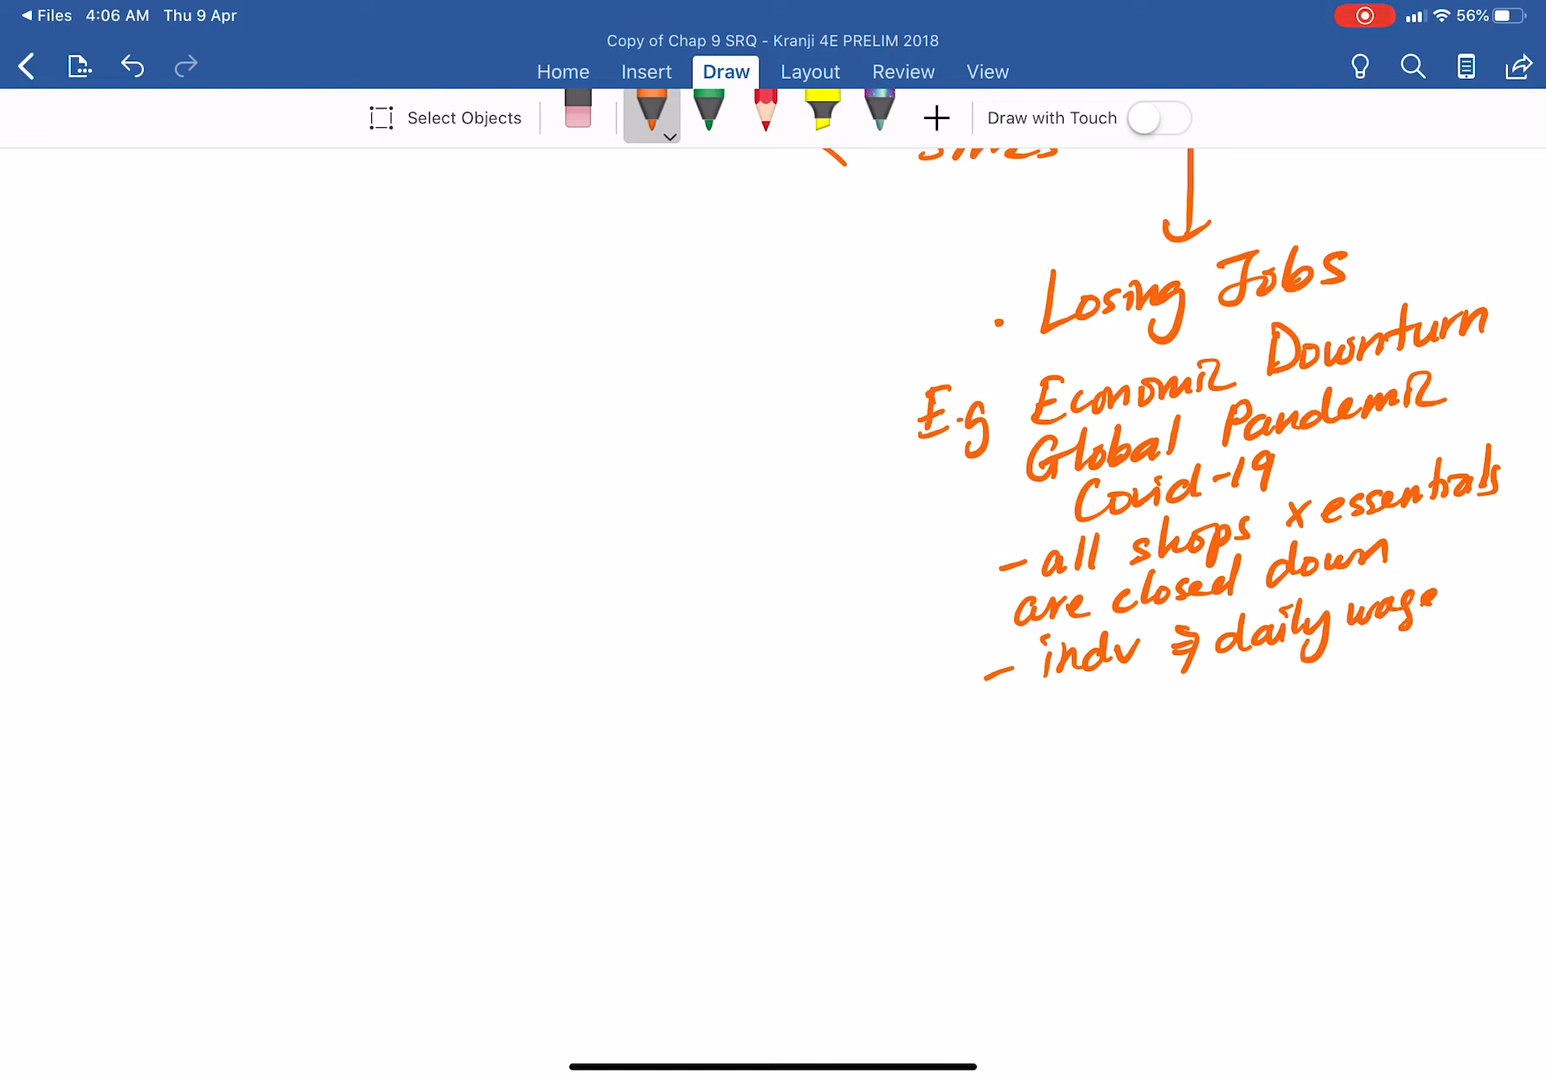 Files 4:06 AM Thu 9 Apr 56%
Copy of Chap 9 SRQ - Kranji 4E PRELIM 2018
Home Insert Draw Layout Review View
Select Objects Draw with Touch
. Losing Jobs
E.g Economic Downturn
Global Pandemic
Covid-19
- all shops x essentials
are closed down
- indv daily wage